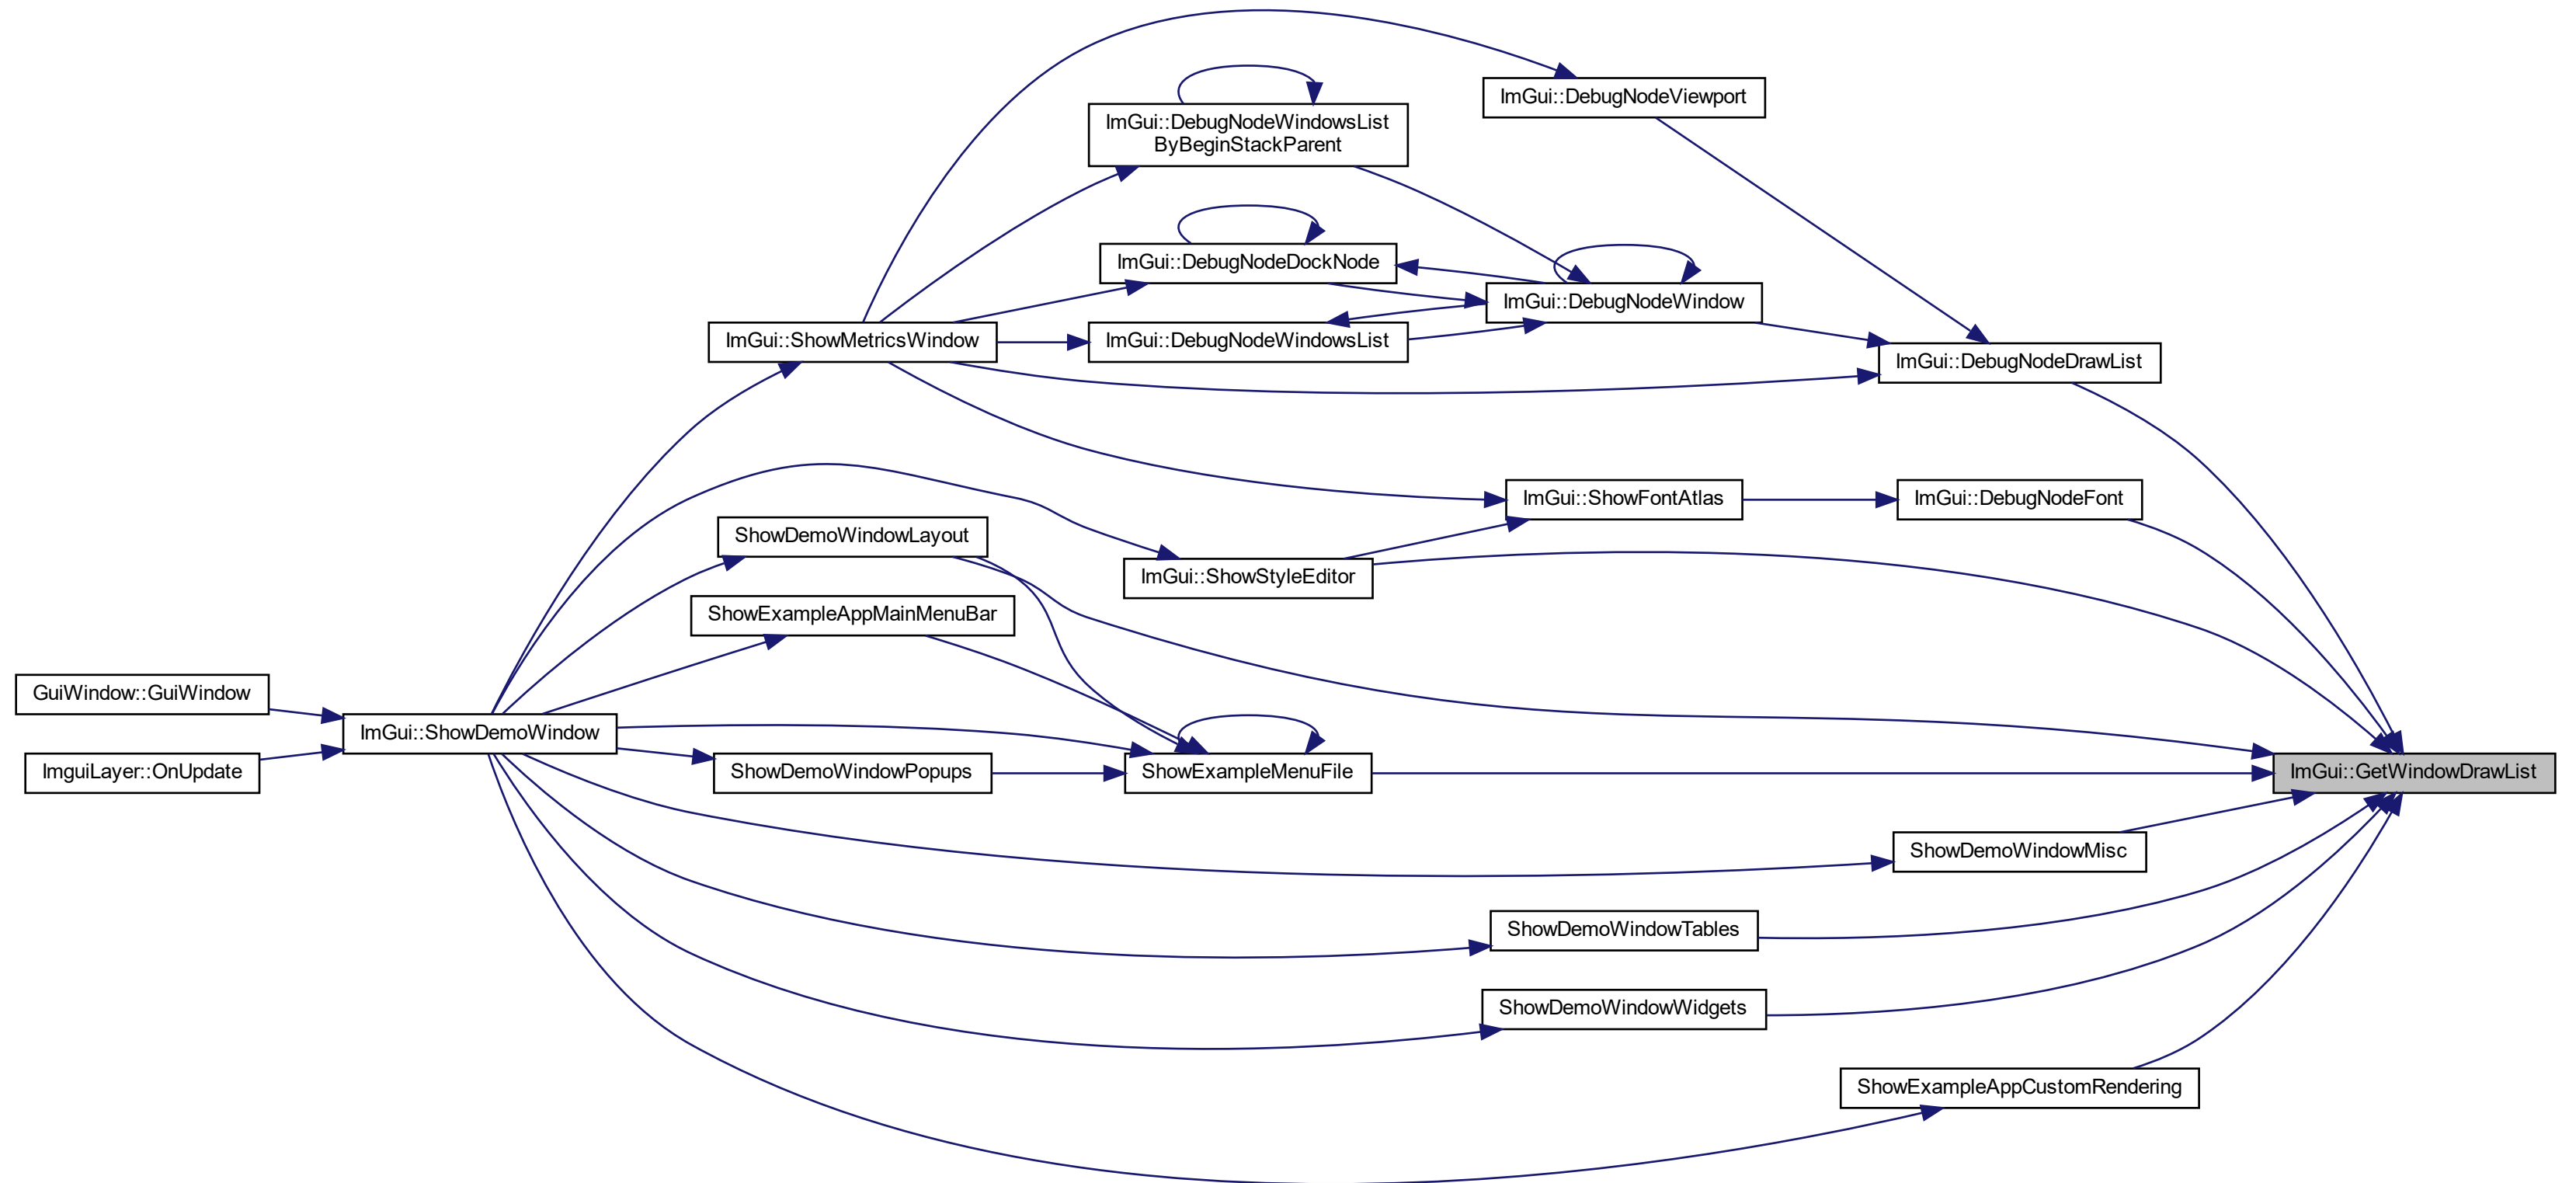 ImGui::DebugNodeViewport
ImGui::DebugNodeWindowsList
ByBeginStackParent
ImGui::DebugNodeDockNode
ImGui::DebugNodeWindow
ImGui::ShowMetricsWindow
ImGui::DebugNodeWindowsList
ImGui::DebugNodeDrawList
ImGui::ShowFontAtlas
ImGui::DebugNodeFont
ShowDemoWindowLayout
ImGui::ShowStyleEditor
ShowExampleAppMainMenuBar
GuiWindow::GuiWindow
ImGui::ShowDemoWindow
ImguiLayer::OnUpdate
ShowDemoWindowPopups
ShowExampleMenuFile
ImGui::GetWindowDrawList
ShowDemoWindowMisc
ShowDemoWindowTables
ShowDemoWindowWidgets
ShowExampleAppCustomRendering